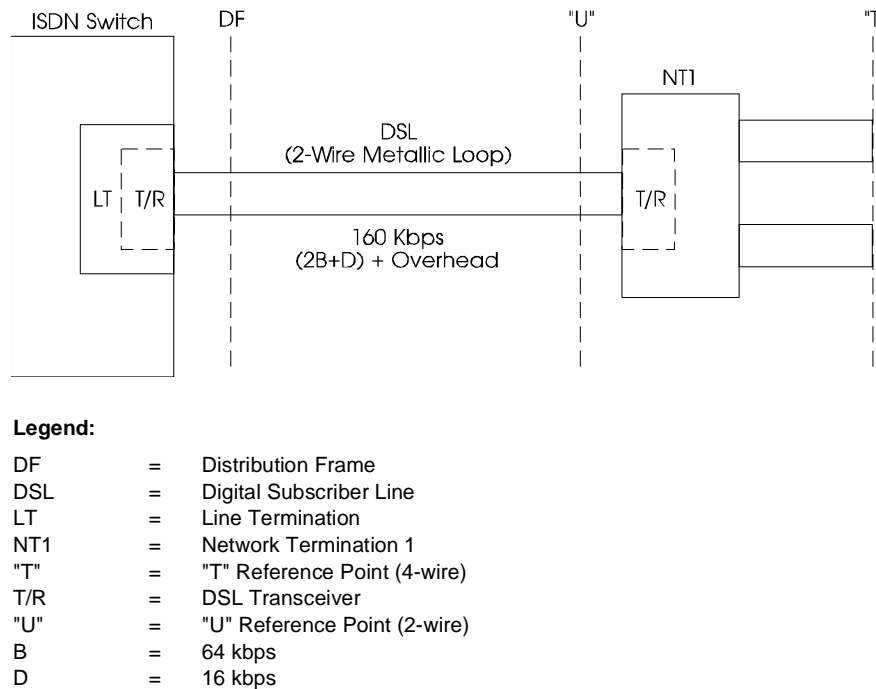 ISDN Switch
DF
"U"
"T
NT1
DSL
(2-Wire Metallic Loop)
LT
T/R
T/R
160 Kbps
(2B+D) + Overhead
Legend:
DF = Distribution Frame
DSL = Digital Subscriber Line
LT = Line Termination
NT1 = Network Termination 1
"T" = "T" Reference Point (4-wire)
T/R = DSL Transceiver
"U" = "U" Reference Point (2-wire)
B = 64 kbps
D = 16 kbps